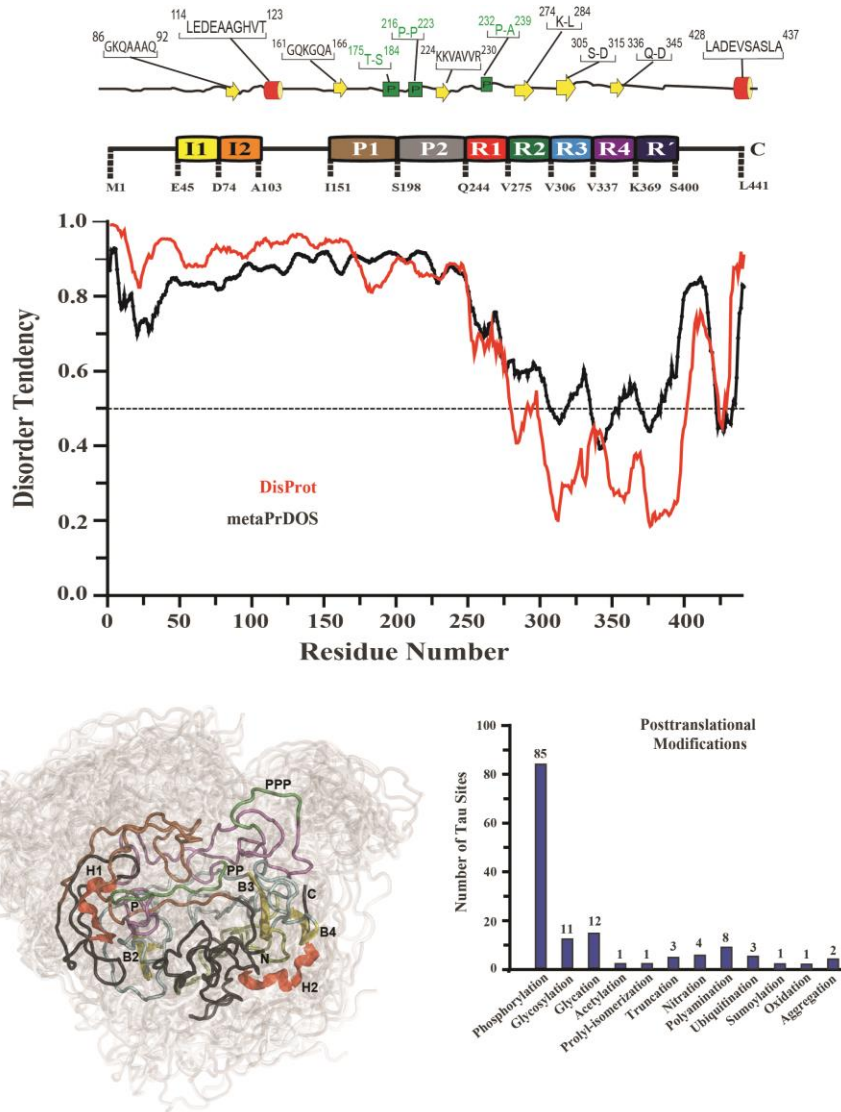 86 GKQAAAQ 92
114 LEDEAAGHVT 123
161 GQKGQA 166
175 T-S 184
216 P-P 223
224 KKVAVVR 230
232 P-A 239
274 K-L 284
305 S-D 315
336 Q-D 345
428 LADEVSASLA 437
P P P
I1 I2 P1 P2 R1 R2 R3 R4 R´ C
M1 E45 D74 A103 I151 S198 Q244 V275 V306 V337 K369 S400 L441
Disorder Tendency
1.0
0.8
0.6
0.4
0.2
0.0
DisProt
metaPrDOS
0 50 100 150 200 250 300 350 400
Residue Number
PPP
H1
PP
B3
P
C
B2
B4
N
H2
Posttranslational
Modifications
Number of Tau Sites
100
80
60
40
20
0
85 11 12 1 1 3 4 8 3 1 1 2
Phosphorylation
Glycosylation
Glycation
Acetylation
Prolyl-isomerization
Truncation
Nitration
Polyamination
Ubiquitination
Sumoylation
Oxidation
Aggregation